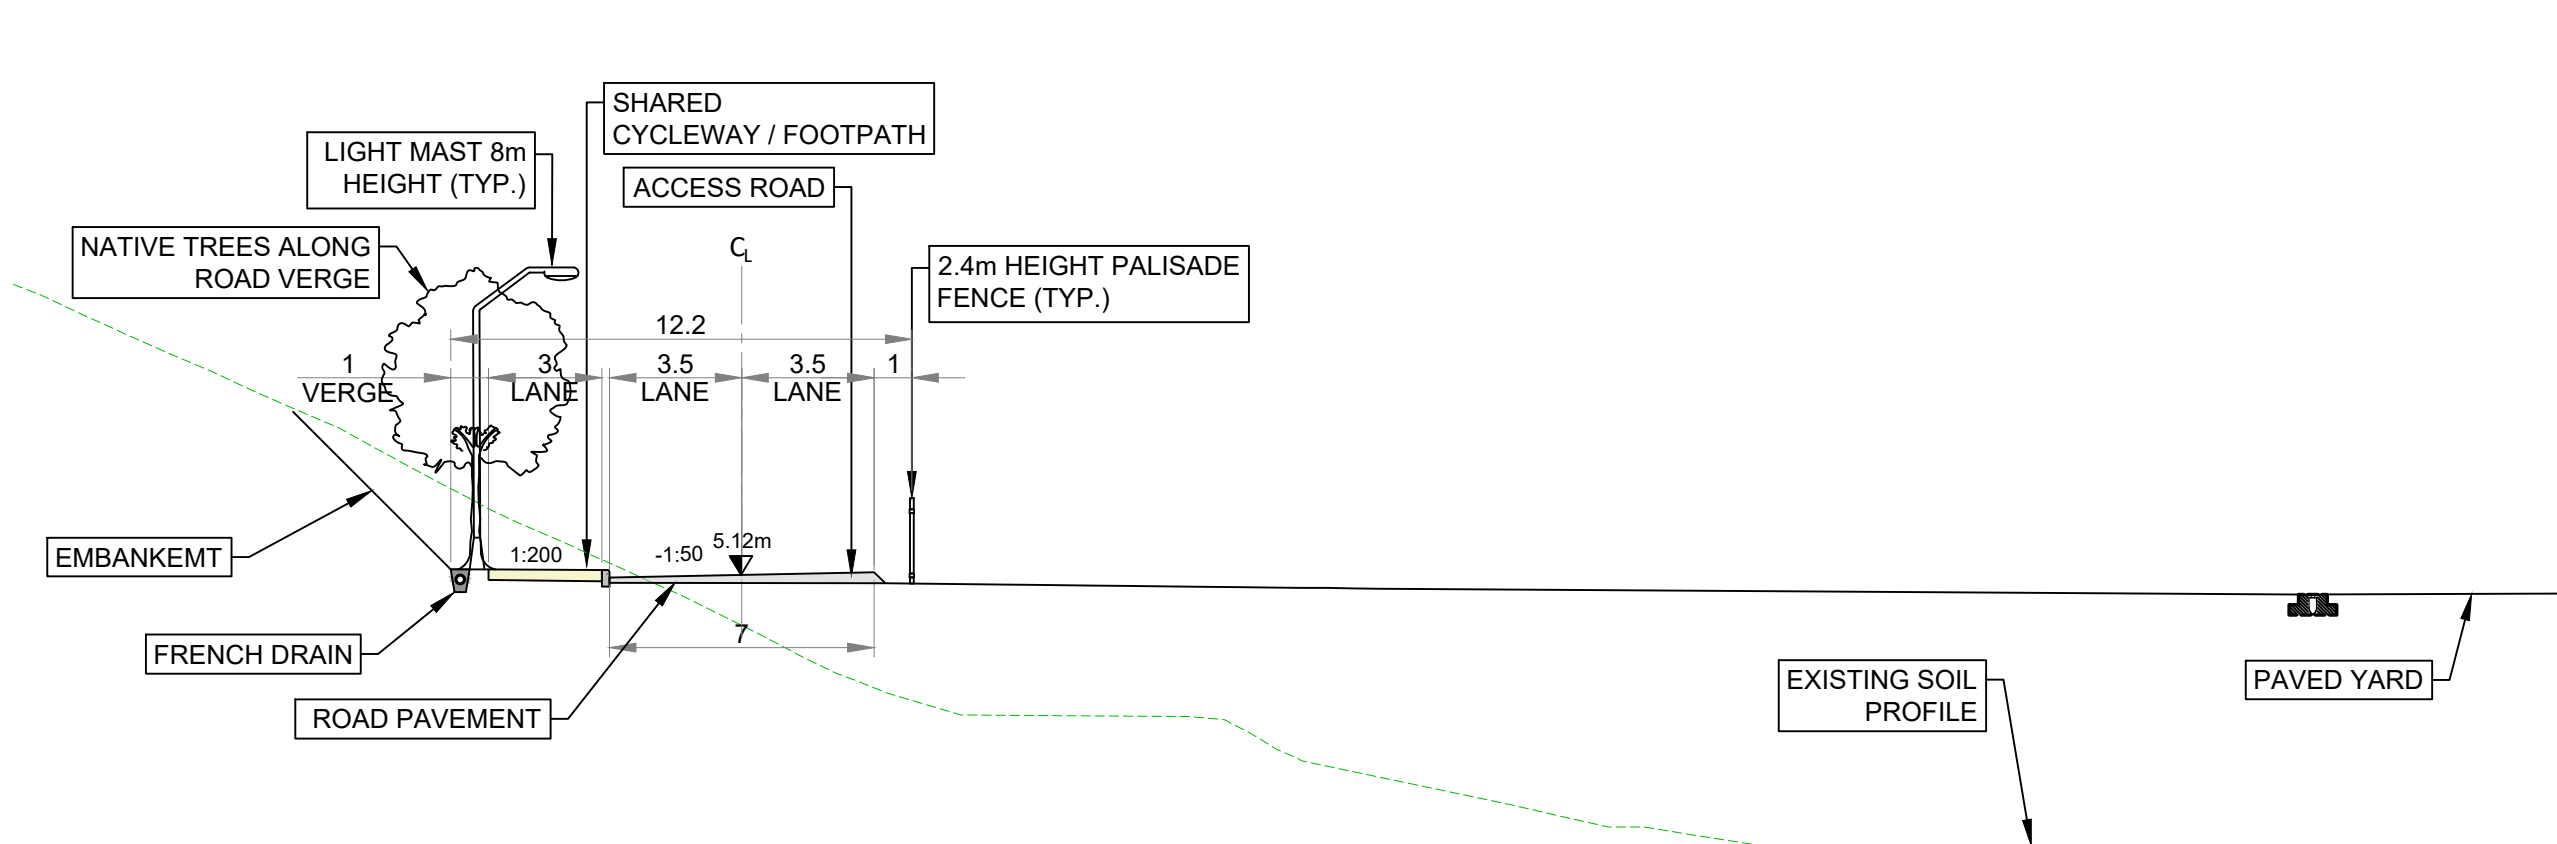 SHARED
CYCLEWAY / FOOTPATH
LIGHT MAST 8m
HEIGHT (TYP.)
ACCESS ROAD
NATIVE TREES ALONG
ROAD VERGE
CL
2.4m HEIGHT PALISADE
FENCE (TYP.)
12.2
1
VERGE
3
LANE
3.5
LANE
3.5
LANE
1
EMBANKEMT
1:200
-1:50
5.12m
FRENCH DRAIN
7
ROAD PAVEMENT
EXISTING SOIL
PROFILE
PAVED YARD